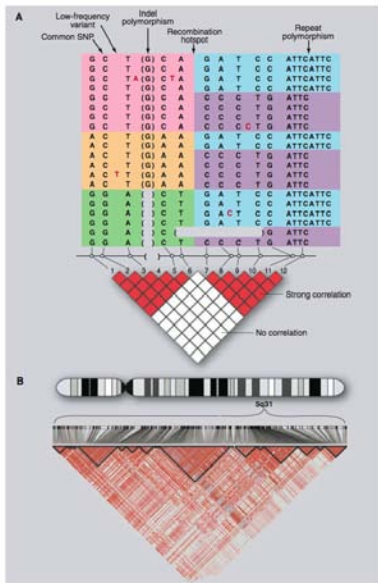 A
Indel
polymorphism
Low-frequency
variant
Common SNP
Recombination
hotspot
Repeat
polymorphism
G C T (G) C A G A T C C ATTCATTC
G C T (G) C A G A T C C ATTCATTC
G C T A (G) C T A G A T C C ATTCATTC
G C T (G) C A G A T C C ATTCATTC
G C T (G) C A C C C T G ATTC
G C T (G) C A C C C T G ATTC
G C T (G) C A C C C T G ATTC
G C T (G) C A C C C C T G ATTC
A C T (G) A A G A T C C ATTCATTC
A C T (G) A A G A T C C ATTCATTC
A C T (G) A A C C C T G ATTC
A C T (G) A A C C C T G ATTC
A C T T (G) A A C C C T G ATTC
A C T (G) A A C C C T G ATTC
G G A ( ) C T G A T C C ATTCATTC
G G A ( ) C T G A T C C ATTCATTC
G G A ( ) C T G A C T C C ATTCATTC
G G A ( ) C T G A T C C ATTCATTC
G G A ( ) C ( ) G ATTC
G G A ( ) C T C C C T G ATTC
1 2 3 4 5 6 7 8 9 10 11 12
Strong correlation
No correlation
B
5q31